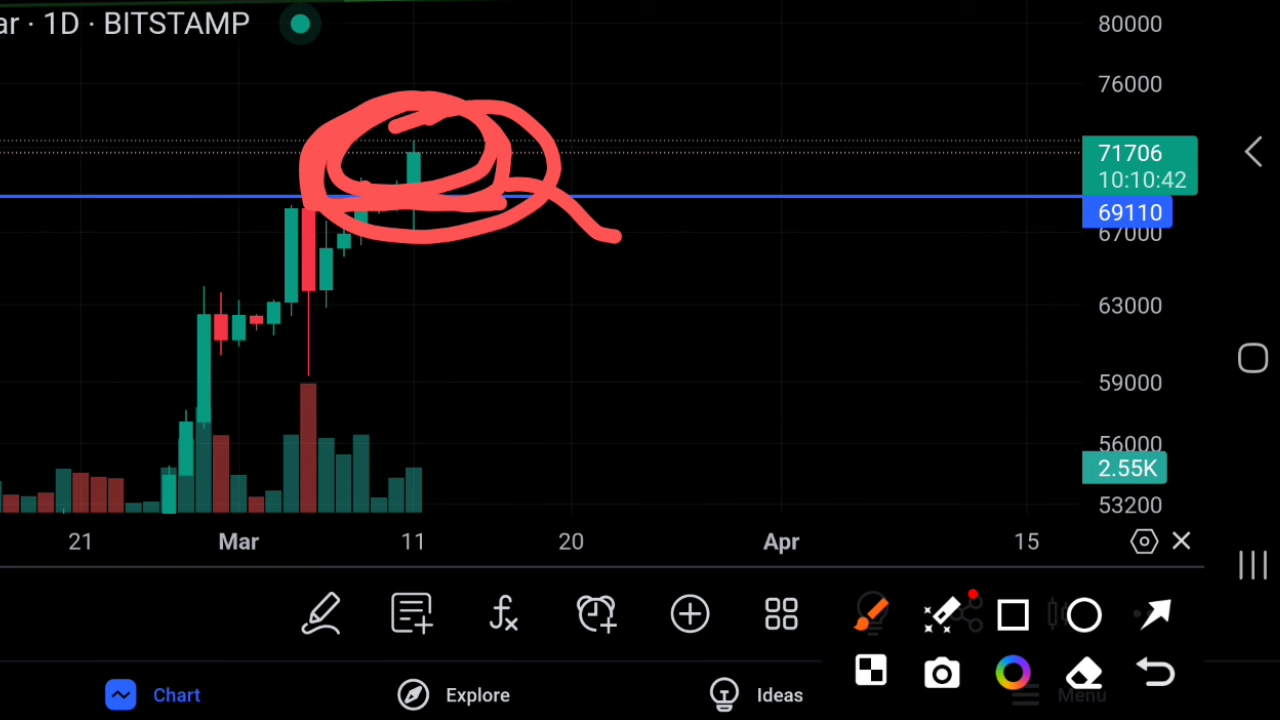 ar · 1D · BITSTAMP
80000
76000
71706
10:10:42
69110
67000
63000
59000
56000
2.55K
53200
21 Mar 11 20 Apr 15
fx
Chart Explore Ideas Menu